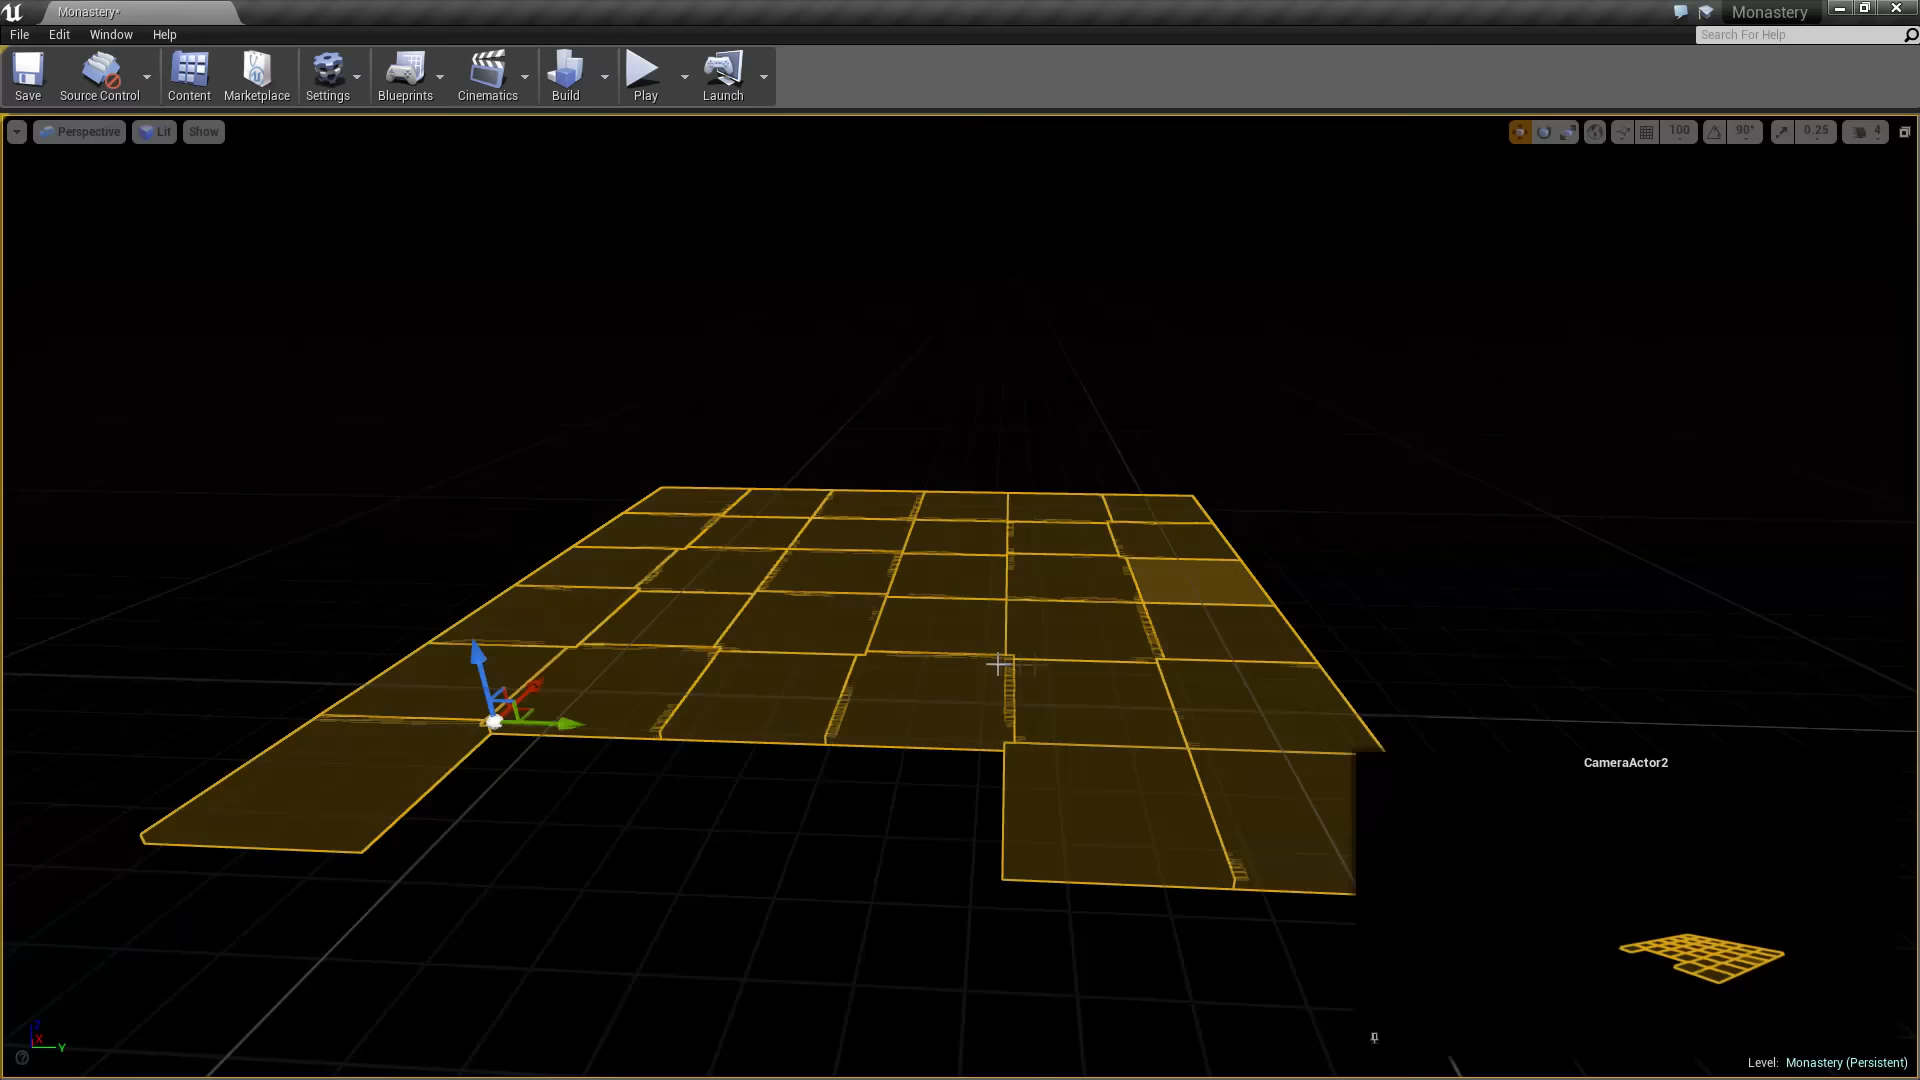 Monastery*
Monastery
File Edit Window Help
Search For Help
Save Source Control Content Marketplace Settings Blueprints Cinematics Build Play Launch
Perspective Lit Show
100 90° 0.25 4
CameraActor2
Z
X
Y
Level: Monastery (Persistent)